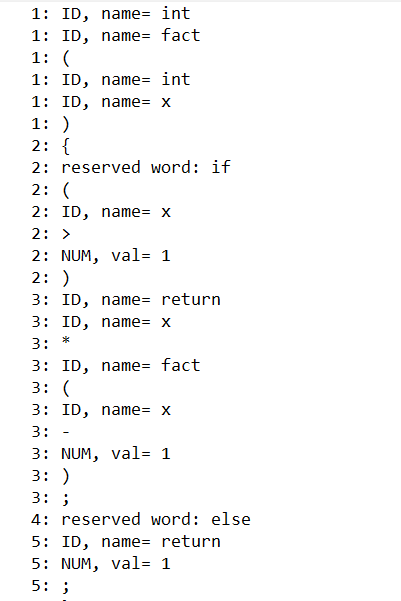 1: ID, name= int
1: ID, name= fact
1: (
1: ID, name= int
1: ID, name= x
1: )
2: {
2: reserved word: if
2: (
2: ID, name= x
2: >
2: NUM, val= 1
2: )
3: ID, name= return
3: ID, name= x
3: *
3: ID, name= fact
3: (
3: ID, name= x
3: -
3: NUM, val= 1
3: )
3: ;
4: reserved word: else
5: ID, name= return
5: NUM, val= 1
5: ;